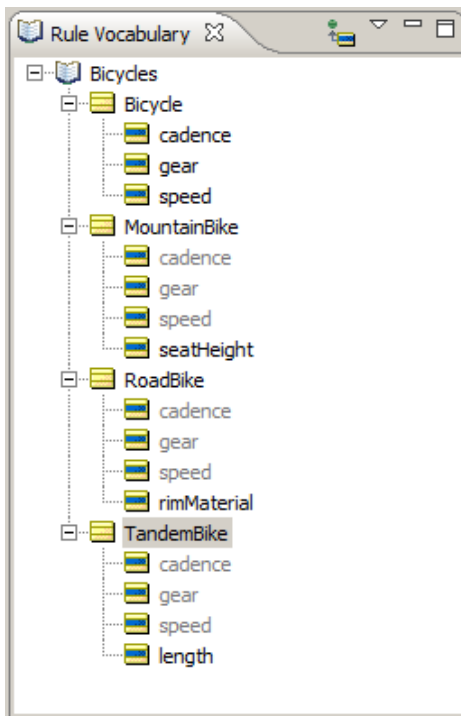 Rule Vocabulary
Bicycles
Bicycle
cadence
gear
speed
MountainBike
cadence
gear
speed
seatHeight
RoadBike
cadence
gear
speed
rimMaterial
TandemBike
cadence
gear
speed
length